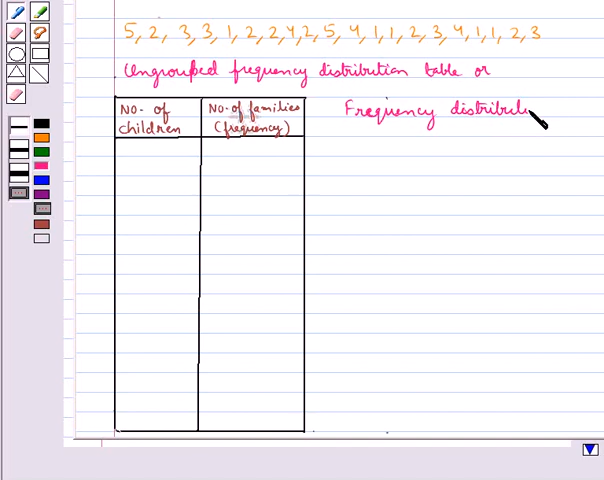 5, 2, 3, 3, 1, 2, 2, 4, 2, 5, 4, 1, 1, 2, 3, 4, 1, 1, 2, 3
Ungrouped frequency distribution table or
No. of children
No. of families (frequency)
Frequency distribute